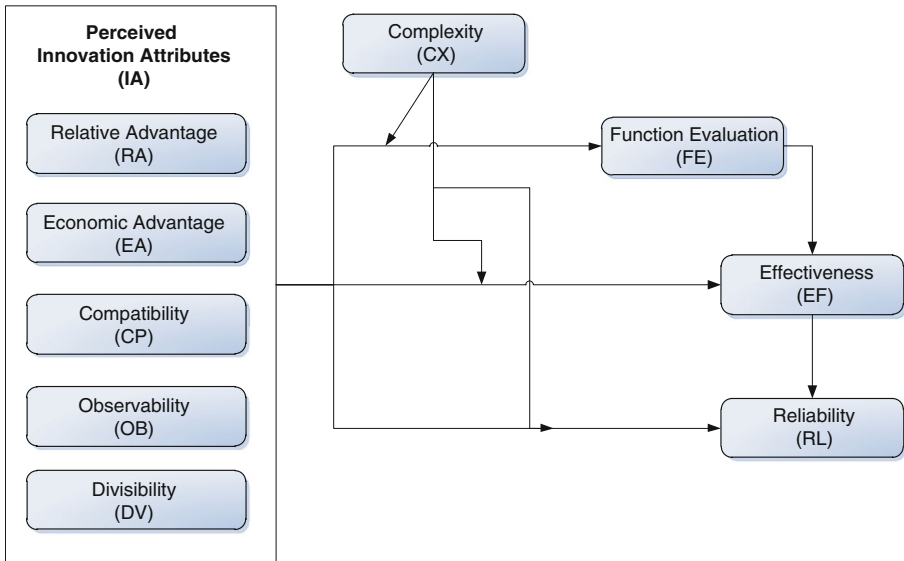 Perceived
Innovation Attributes
(IA)
Relative Advantage
(RA)
Economic Advantage
(EA)
Compatibility
(CP)
Observability
(OB)
Divisibility
(DV)
Complexity
(CX)
Function Evaluation
(FE)
Effectiveness
(EF)
Reliability
(RL)